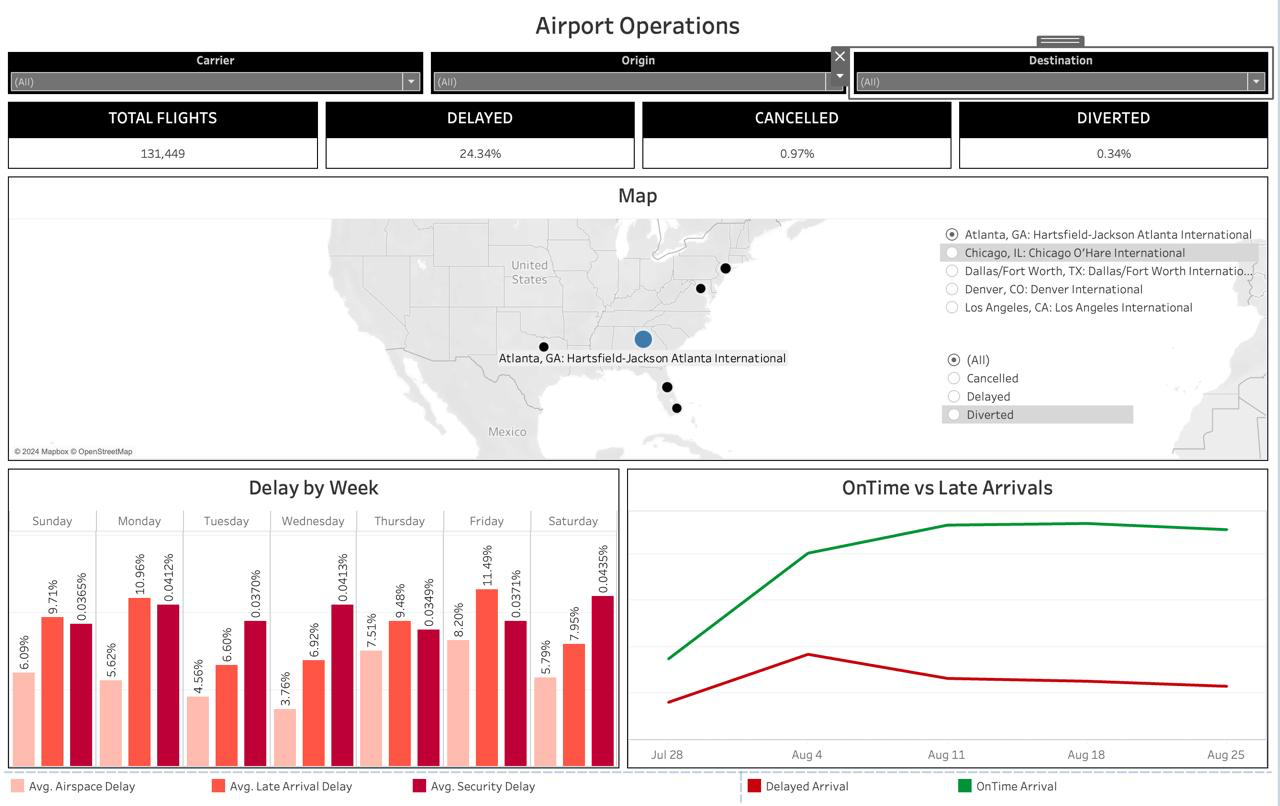 Airport Operations
Carrier
Origin
Destination
(All)
(All)
(All)
TOTAL FLIGHTS
DELAYED
CANCELLED
DIVERTED
131,449
24.34%
0.97%
0.34%
Map
United
States
Mexico
Atlanta, GA: Hartsfield-Jackson Atlanta International
© 2024 Mapbox © OpenStreetMap
Atlanta, GA: Hartsfield-Jackson Atlanta International
Chicago, IL: Chicago O'Hare International
Dallas/Fort Worth, TX: Dallas/Fort Worth Internatio...
Denver, CO: Denver International
Los Angeles, CA: Los Angeles International
(All)
Cancelled
Delayed
Diverted
Delay by Week
Sunday
Monday
Tuesday
Wednesday
Thursday
Friday
Saturday
6.09%
9.71%
0.0365%
5.62%
10.96%
0.0412%
4.56%
6.60%
0.0370%
3.76%
6.92%
0.0413%
7.51%
9.48%
0.0349%
8.20%
11.49%
0.0371%
5.79%
7.95%
0.0435%
Avg. Airspace Delay
Avg. Late Arrival Delay
Avg. Security Delay
OnTime vs Late Arrivals
Jul 28
Aug 4
Aug 11
Aug 18
Aug 25
Delayed Arrival
OnTime Arrival